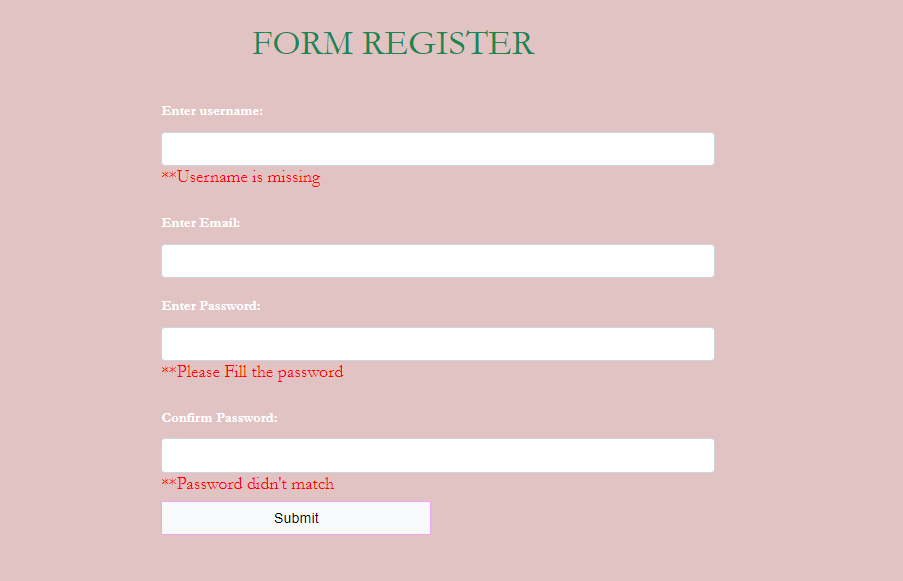 FORM REGISTER
Enter username:
**Username is missing
Enter Email:
Enter Password:
**Please Fill the password
Confirm Password:
**Password didn't match
Submit